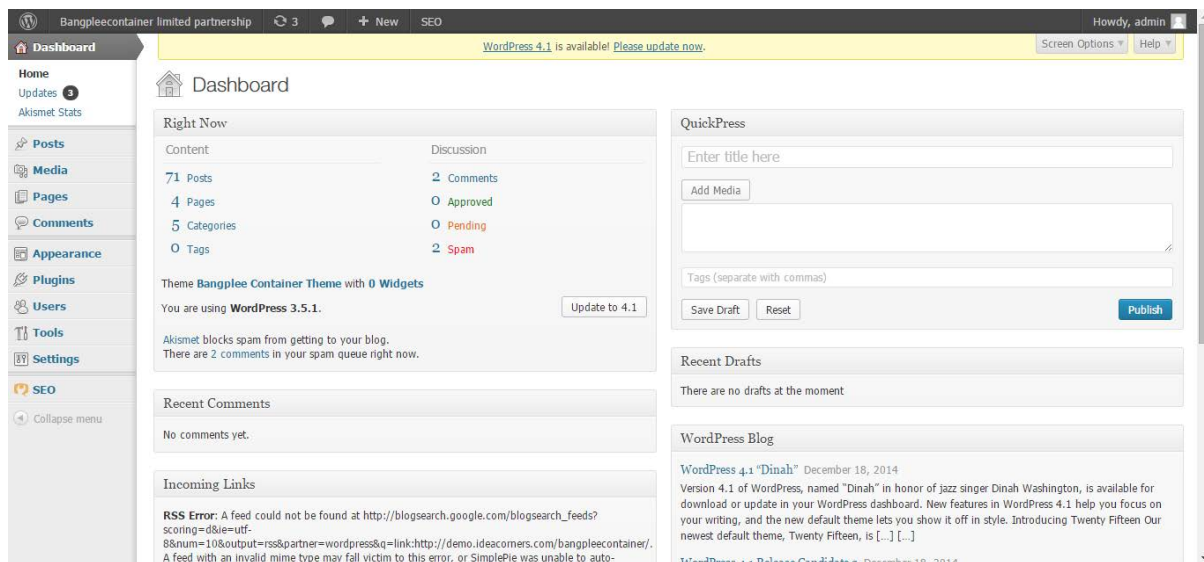 Bangpleecontainer limited partnership 3 + New SEO Howdy, admin
WordPress 4.1 is available! Please update now.
Screen Options Help
Dashboard
Home
Updates 3
Akismet Stats
Posts
Media
Pages
Comments
Appearance
Plugins
Users
Tools
Settings
SEO
Collapse menu
Dashboard
Right Now
Content Discussion
71 Posts 2 Comments
4 Pages 0 Approved
5 Categories 0 Pending
0 Tags 2 Spam
Theme Bangplee Container Theme with 0 Widgets
You are using WordPress 3.5.1. Update to 4.1
Akismet blocks spam from getting to your blog.
There are 2 comments in your spam queue right now.
Recent Comments
No comments yet.
Incoming Links
RSS Error: A feed could not be found at http://blogsearch.google.com/blogsearch_feeds?
scoring=d&ie=utf-
8&num=10&output=rss&partner=wordpress&q=link:http://demo.ideacorners.com/bangpleecontainer/.
A feed with an invalid mime type may fall victim to this error, or SimplePie was unable to auto-
QuickPress
Enter title here
Add Media
Tags (separate with commas)
Save Draft Reset Publish
Recent Drafts
There are no drafts at the moment
WordPress Blog
WordPress 4.1 “Dinah” December 18, 2014
Version 4.1 of WordPress, named “Dinah” in honor of jazz singer Dinah Washington, is available for
download or update in your WordPress dashboard. New features in WordPress 4.1 help you focus on
your writing, and the new default theme lets you show it off in style. Introducing Twenty Fifteen Our
newest default theme, Twenty Fifteen, is [...] [...]
WordPress 4.1 Release Candidate 3 December 18, 2014